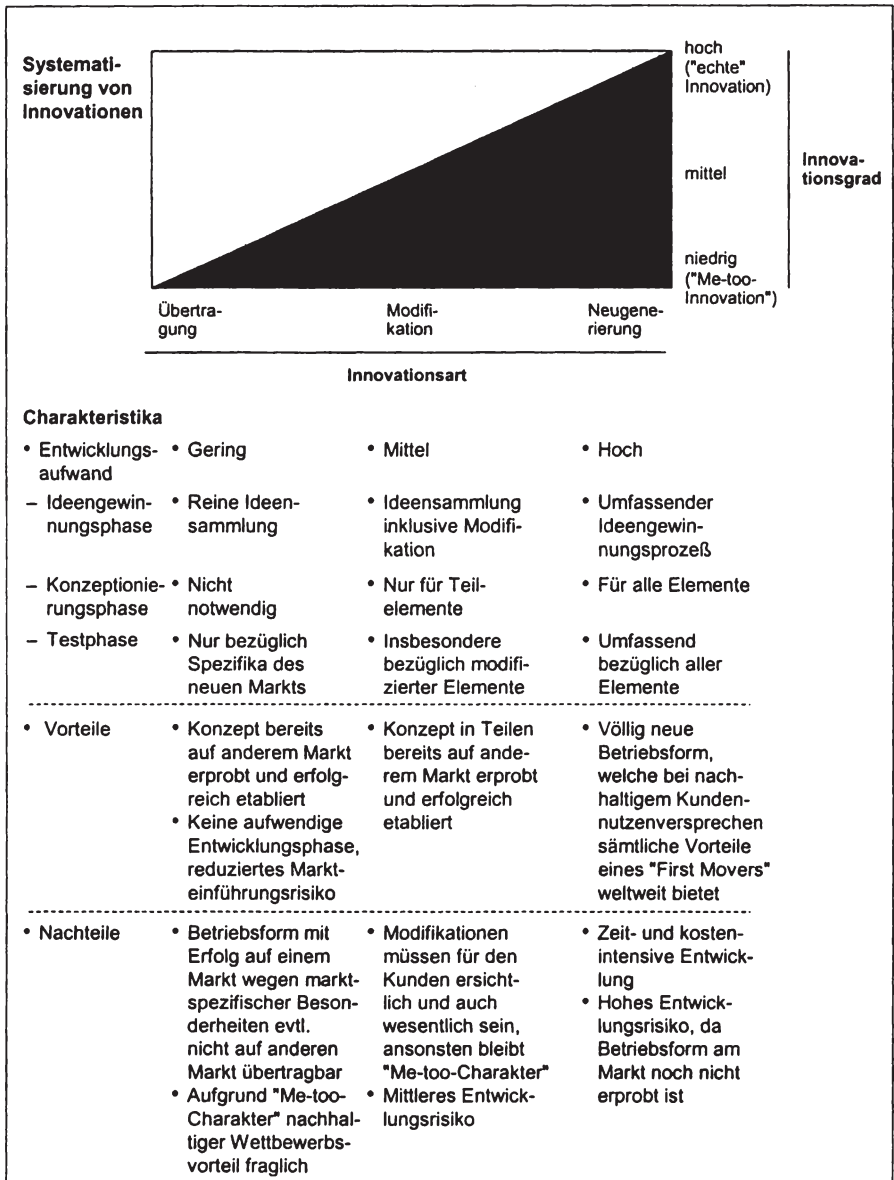 Systemati-
sierung von
Innovationen
hoch
("echte"
Innovation)
mittel
niedrig
("Me-too-
Innovation")
Innova-
tionsgrad
Übertra-
gung
Modifi-
kation
Neugene-
rierung
Innovationsart
Charakteristika
• Entwicklungs-
aufwand
• Gering
• Mittel
• Hoch
– Ideengewin-
nungsphase
• Reine Ideen-
sammlung
• Ideensammlung
inklusive Modifi-
kation
• Umfassender
Ideengewin-
nungsprozeß
– Konzeptionie-
rungsphase
• Nicht
notwendig
• Nur für Teil-
elemente
• Für alle Elemente
– Testphase
• Nur bezüglich
Spezifika des
neuen Markts
• Insbesondere
bezüglich modifi-
zierter Elemente
• Umfassend
bezüglich aller
Elemente
• Vorteile
• Konzept bereits
auf anderem Markt
erprobt und erfolg-
reich etabliert
• Keine aufwendige
Entwicklungsphase,
reduziertes Markt-
einführungsrisiko
• Konzept in Teilen
bereits auf ande-
rem Markt erprobt
und erfolgreich
etabliert
• Völlig neue
Betriebsform,
welche bei nach-
haltigem Kunden-
nutzenversprechen
sämtliche Vorteile
eines "First Movers"
weltweit bietet
• Nachteile
• Betriebsform mit
Erfolg auf einem
Markt wegen markt-
spezifischer Beson-
derheiten evtl.
nicht auf anderen
Markt übertragbar
• Aufgrund "Me-too-
Charakter" nachhal-
tiger Wettbewerbs-
vorteil fraglich
• Modifikationen
müssen für den
Kunden ersicht-
lich und auch
wesentlich sein,
ansonsten bleibt
"Me-too-Charakter"
• Mittleres Entwick-
lungsrisiko
• Zeit- und kosten-
intensive Entwick-
lung
• Hohes Entwick-
lungsrisiko, da
Betriebsform am
Markt noch nicht
erprobt ist